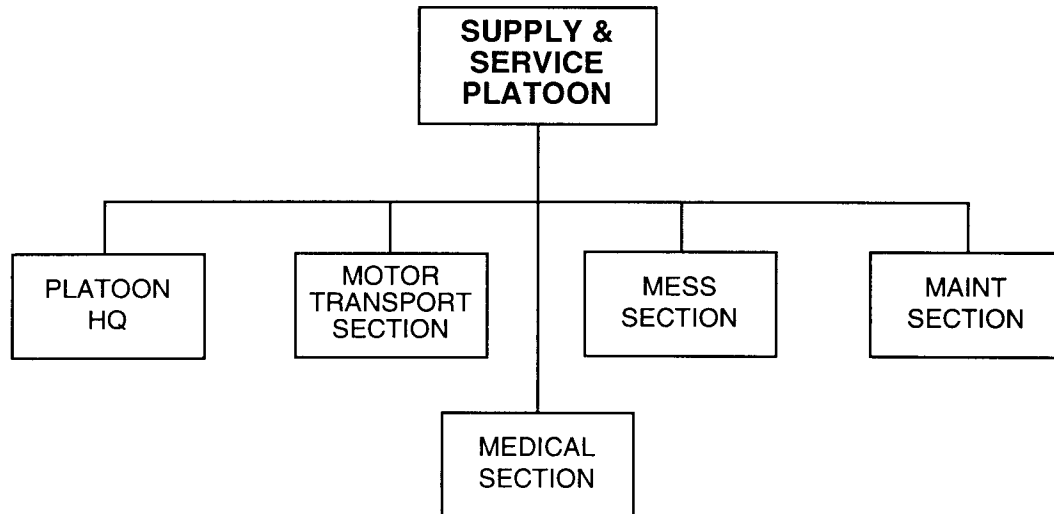 SUPPLY &
SERVICE
PLATOON
PLATOON
HQ
MOTOR
TRANSPORT
SECTION
MESS
SECTION
MAINT
SECTION
MEDICAL
SECTION